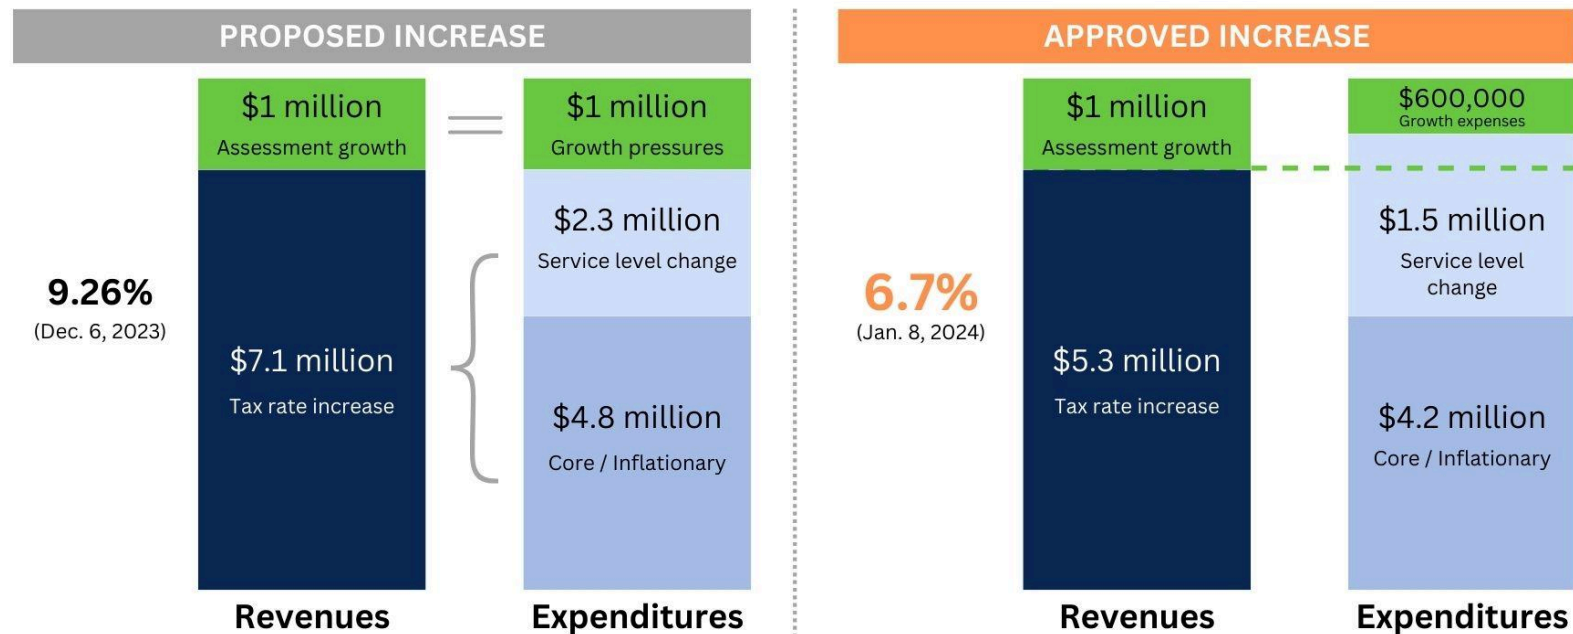 PROPOSED INCREASE
9.26%
(Dec. 6, 2023)
$1 million
Assessment growth
$7.1 million
Tax rate increase
Revenues
$1 million
Growth pressures
$2.3 million
Service level change
$4.8 million
Core / Inflationary
Expenditures
APPROVED INCREASE
6.7%
(Jan. 8, 2024)
$1 million
Assessment growth
$5.3 million
Tax rate increase
Revenues
$600,000
Growth expenses
$1.5 million
Service level
change
$4.2 million
Core / Inflationary
Expenditures